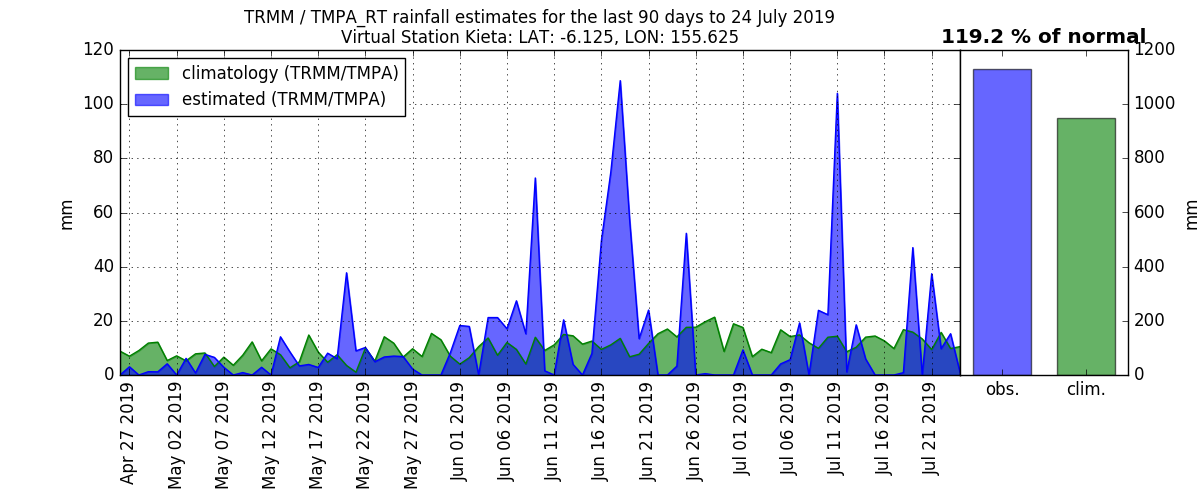 TRMM / TMPA_RT rainfall estimates for the last 90 days to 24 July 2019
Virtual Station Kieta: LAT: -6.125, LON: 155.625
119.2 % of normal
climatology (TRMM/TMPA)
estimated (TRMM/TMPA)
120
100
80
60
40
20
0
mm
Apr 27 2019
May 02 2019
May 07 2019
May 12 2019
May 17 2019
May 22 2019
May 27 2019
Jun 01 2019
Jun 06 2019
Jun 11 2019
Jun 16 2019
Jun 21 2019
Jun 26 2019
Jul 01 2019
Jul 06 2019
Jul 11 2019
Jul 16 2019
Jul 21 2019
obs.
clim.
1200
1000
800
600
400
200
0
mm